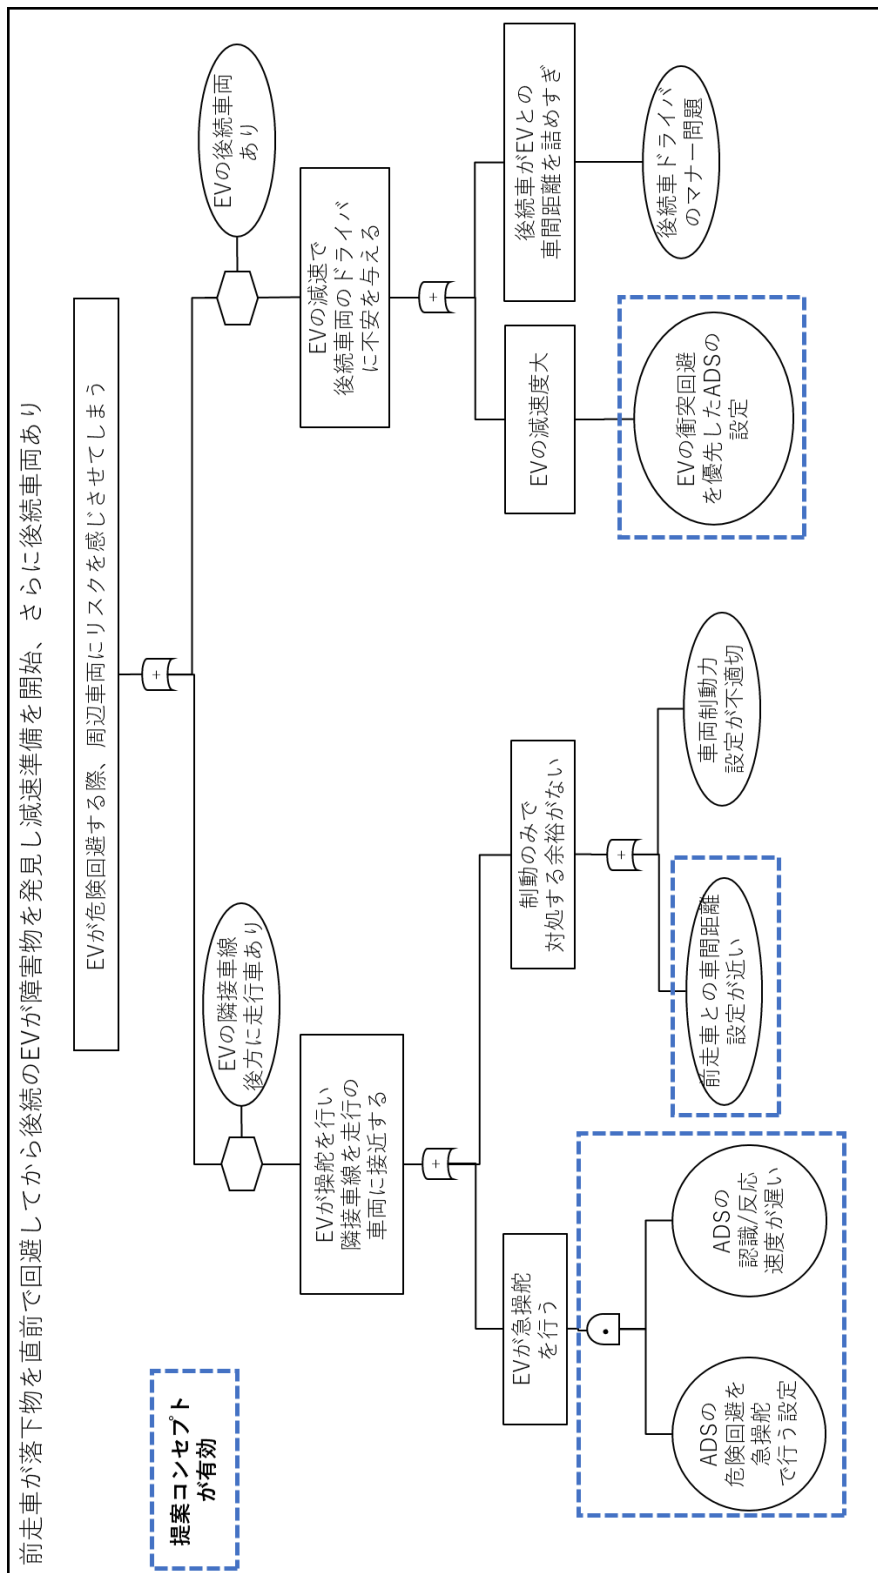 前走車が落下物を直前で回避してから後続のEVが障害物を発見し減速準備を開始、さらに後続車両あり
EVが危険回避する際、周辺車両にリスクを感じさせてしまう
提案コンセプト
が有効
+
EVの隣接車線
後方に走行車あり
EVの後続車両
あり
EVが操舵を行い
隣接車線を走行の
車両に接近する
EVの減速で
後続車両のドライバ
に不安を与える
+
+
EVが急操舵
を行う
制動のみで
対処する余裕がない
EVの減速度大
後続車がEVとの
車間距離を詰めすぎ
+
ADSの
危険回避を
急操舵
で行う設定
ADSの
認識/反応
速度が遅い
前走車との車間距離
設定が近い
車両制動力
設定が不適切
EVの衝突回避
を優先したADSの
設定
後続車ドライバ
のマナー問題